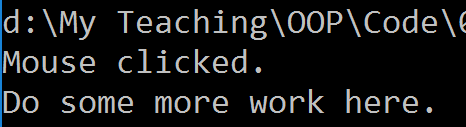 d:\My Teaching\OOP\Code\
Mouse clicked.
Do some more work here.